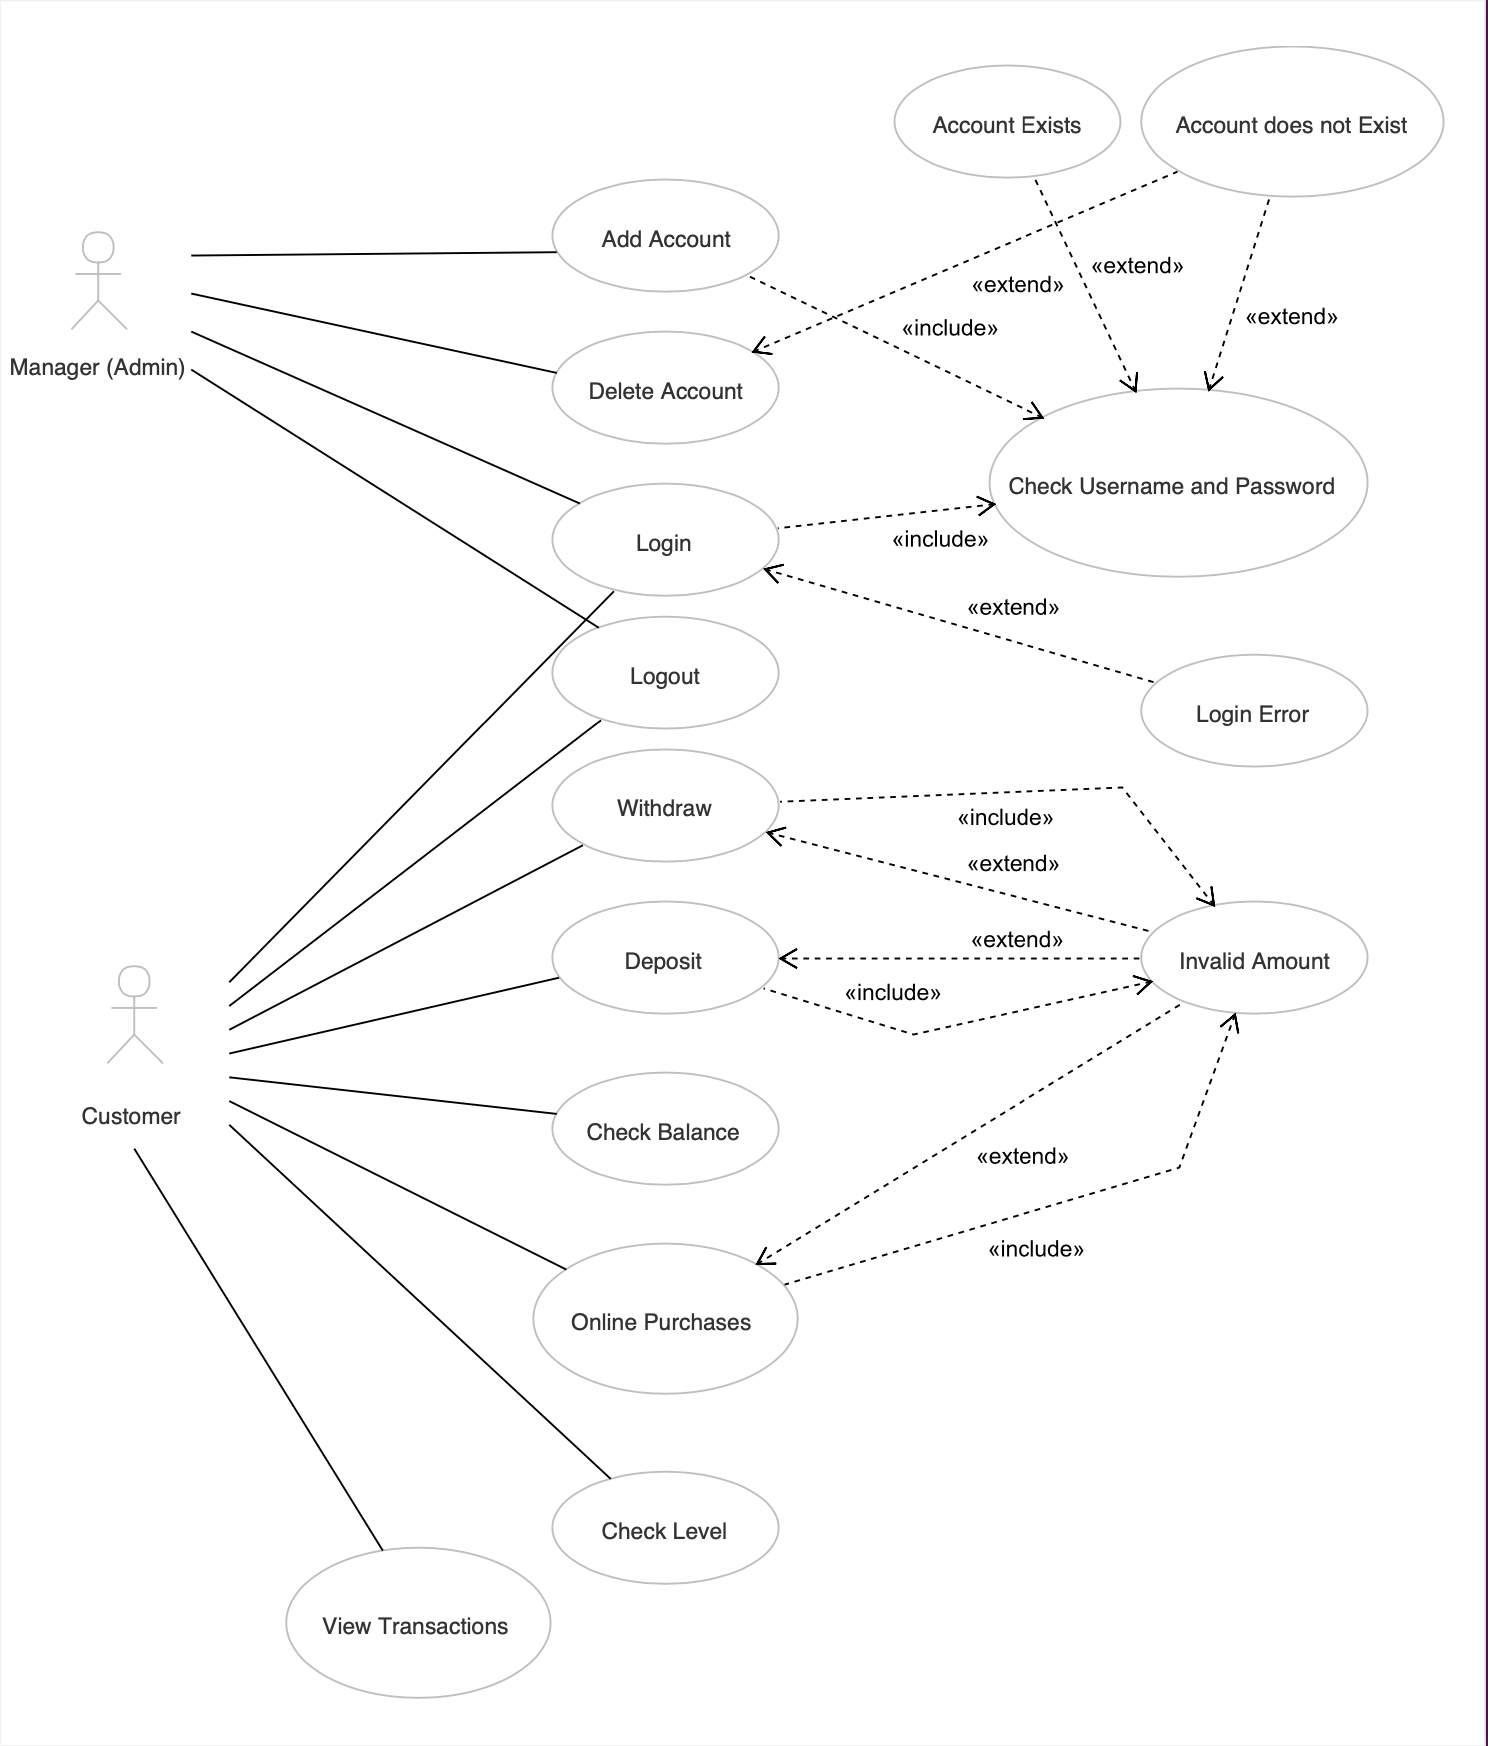 Account Exists
Account does not Exist
Add Account
«extend»
«extend»
«extend»
«include»
Manager (Admin)
Delete Account
Check Username and Password
Login
«include»
«extend»
Logout
Login Error
Withdraw
«include»
«extend»
«extend»
Deposit
Invalid Amount
«include»
Customer
Check Balance
«extend»
«include»
Online Purchases
Check Level
View Transactions